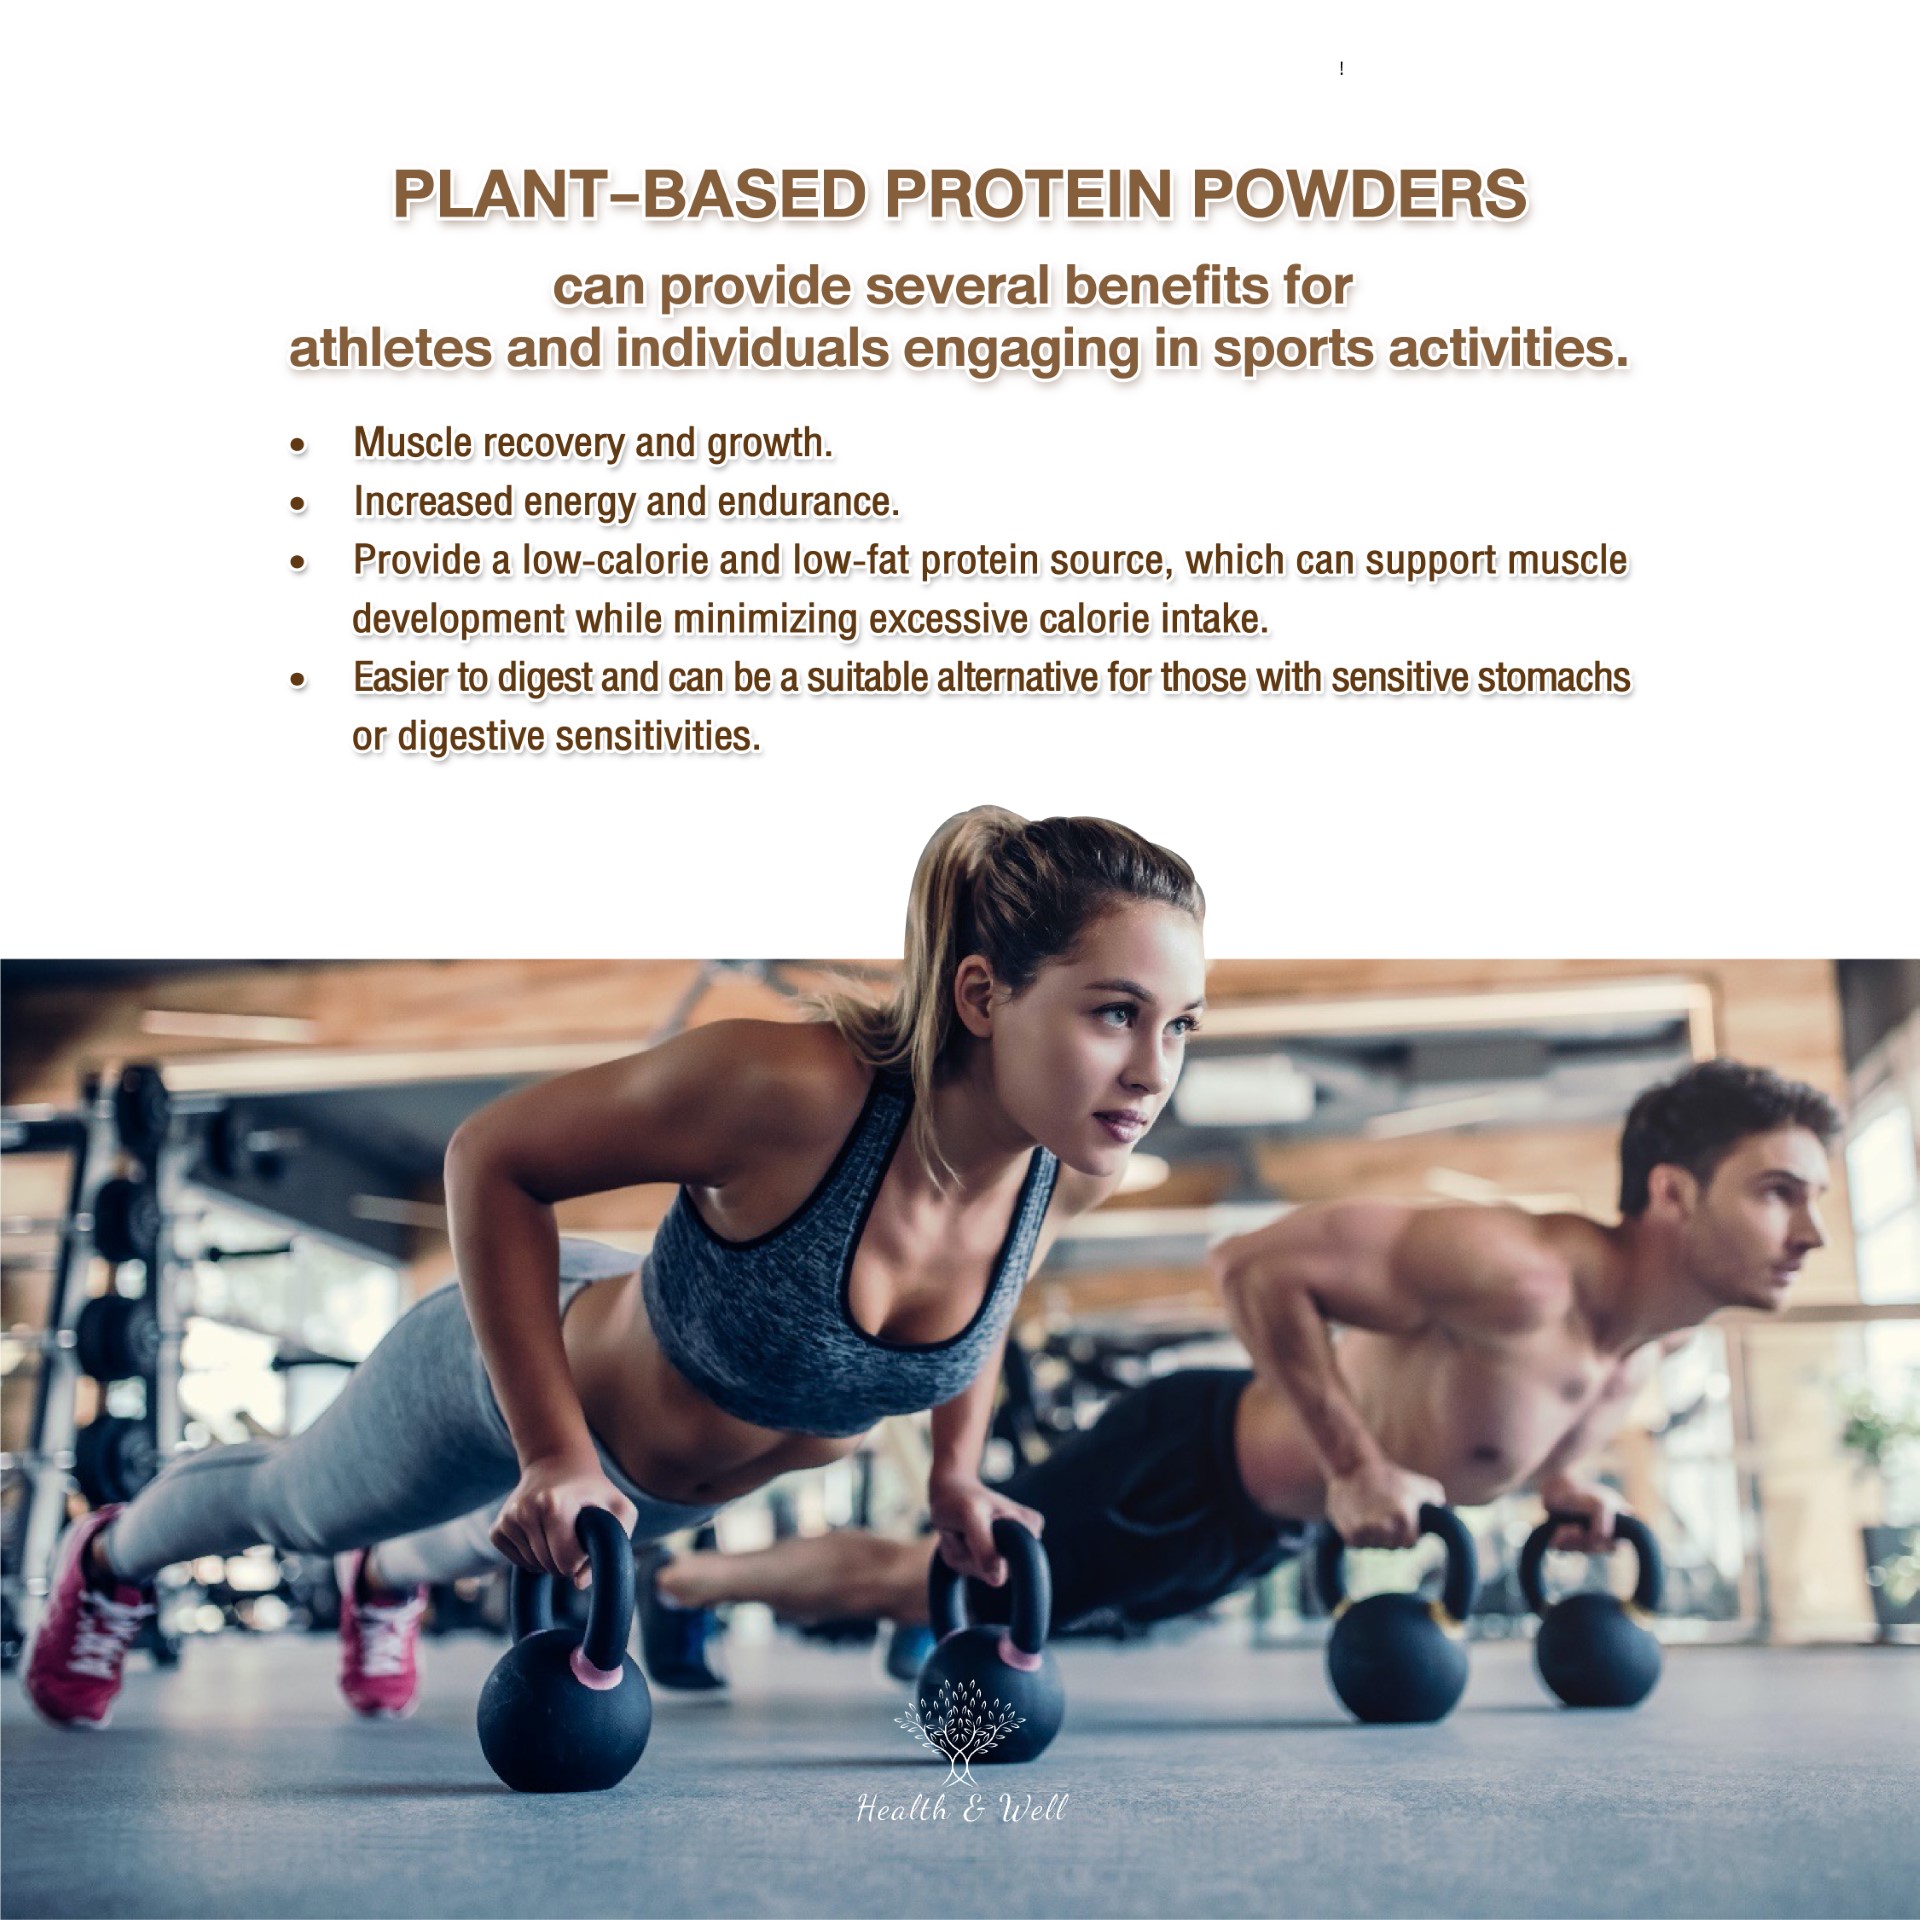 !
PLANT-BASED PROTEIN POWDERS
can provide several benefits for
athletes and individuals engaging in sports activities.
• Muscle recovery and growth.
• Increased energy and endurance.
• Provide a low-calorie and low-fat protein source, which can support muscle
development while minimizing excessive calorie intake.
• Easier to digest and can be a suitable alternative for those with sensitive stomachs
or digestive sensitivities.
Health & Well